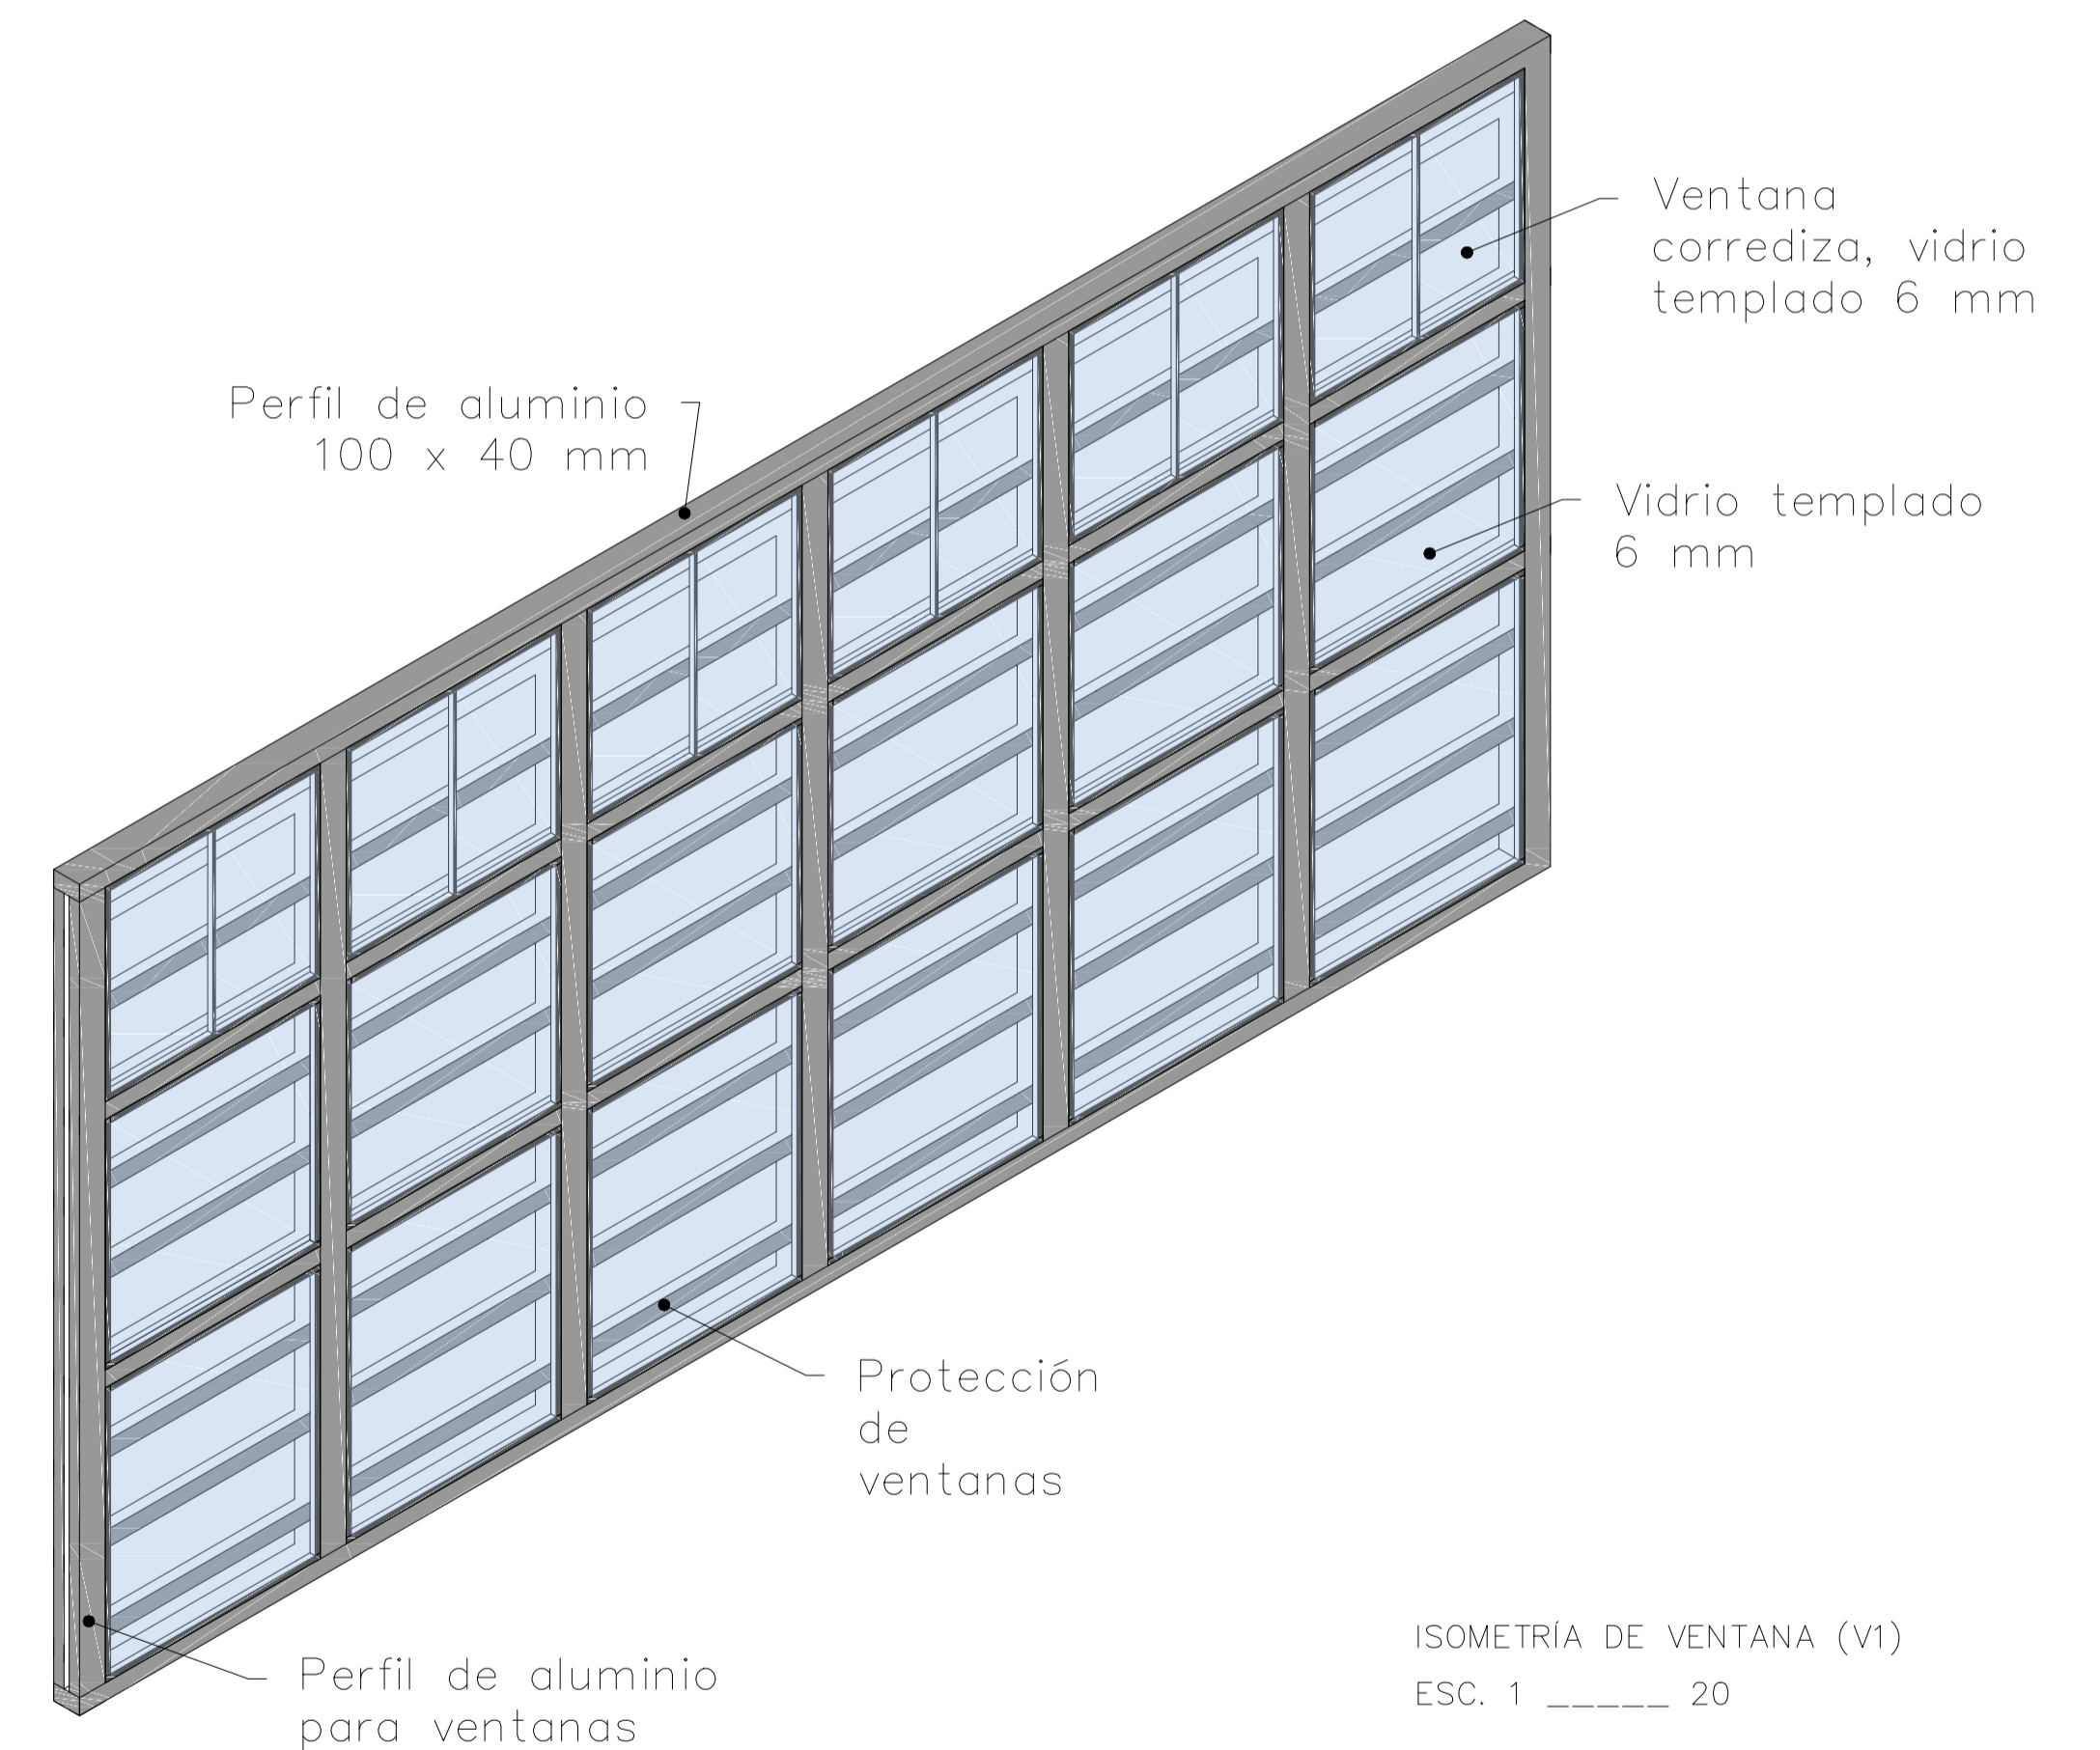 Ventana
corrediza, vidrio
templado 6 mm
Perfil de aluminio
100 x 40 mm
Vidrio templado
6 mm
Protección
de
ventanas
Perfil de aluminio
para ventanas
ISOMETRÍA DE VENTANA (V1)
ESC. 1 _____ 20